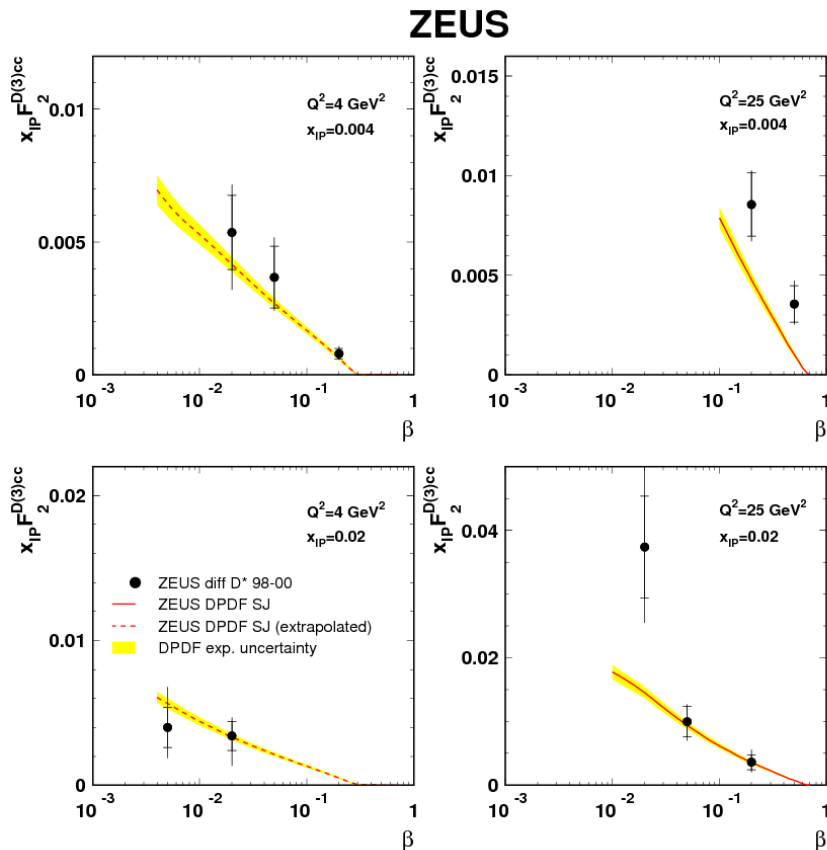 ZEUS
x_IP F_2^D(3)cc
0.01
0.005
0
Q²=4 GeV²
x_IP=0.004
10⁻³ 10⁻² 10⁻¹ 1
β
x_IP F_2^D(3)cc
0.015
0.01
0.005
0
Q²=25 GeV²
x_IP=0.004
10⁻³ 10⁻² 10⁻¹ 1
β
x_IP F_2^D(3)cc
0.02
0.01
0
Q²=4 GeV²
x_IP=0.02
ZEUS diff D* 98-00
ZEUS DPDF SJ
ZEUS DPDF SJ (extrapolated)
DPDF exp. uncertainty
10⁻³ 10⁻² 10⁻¹ 1
β
x_IP F_2^D(3)cc
0.04
0.02
0
Q²=25 GeV²
x_IP=0.02
10⁻³ 10⁻² 10⁻¹ 1
β